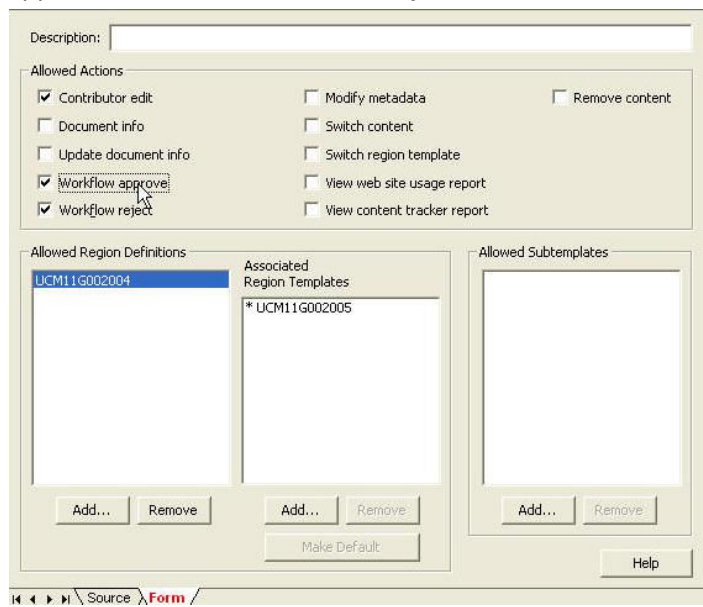 Description:
Allowed Actions
Contributor edit
Modify metadata
Remove content
Document info
Switch content
Update document info
Switch region template
Workflow approve
View web site usage report
Workflow reject
View content tracker report
Allowed Region Definitions
UCM11G002004
Associated
Region Templates
* UCM11G002005
Allowed Subtemplates
Add...
Remove
Add...
Remove
Make Default
Add...
Remove
Help
Source
Form